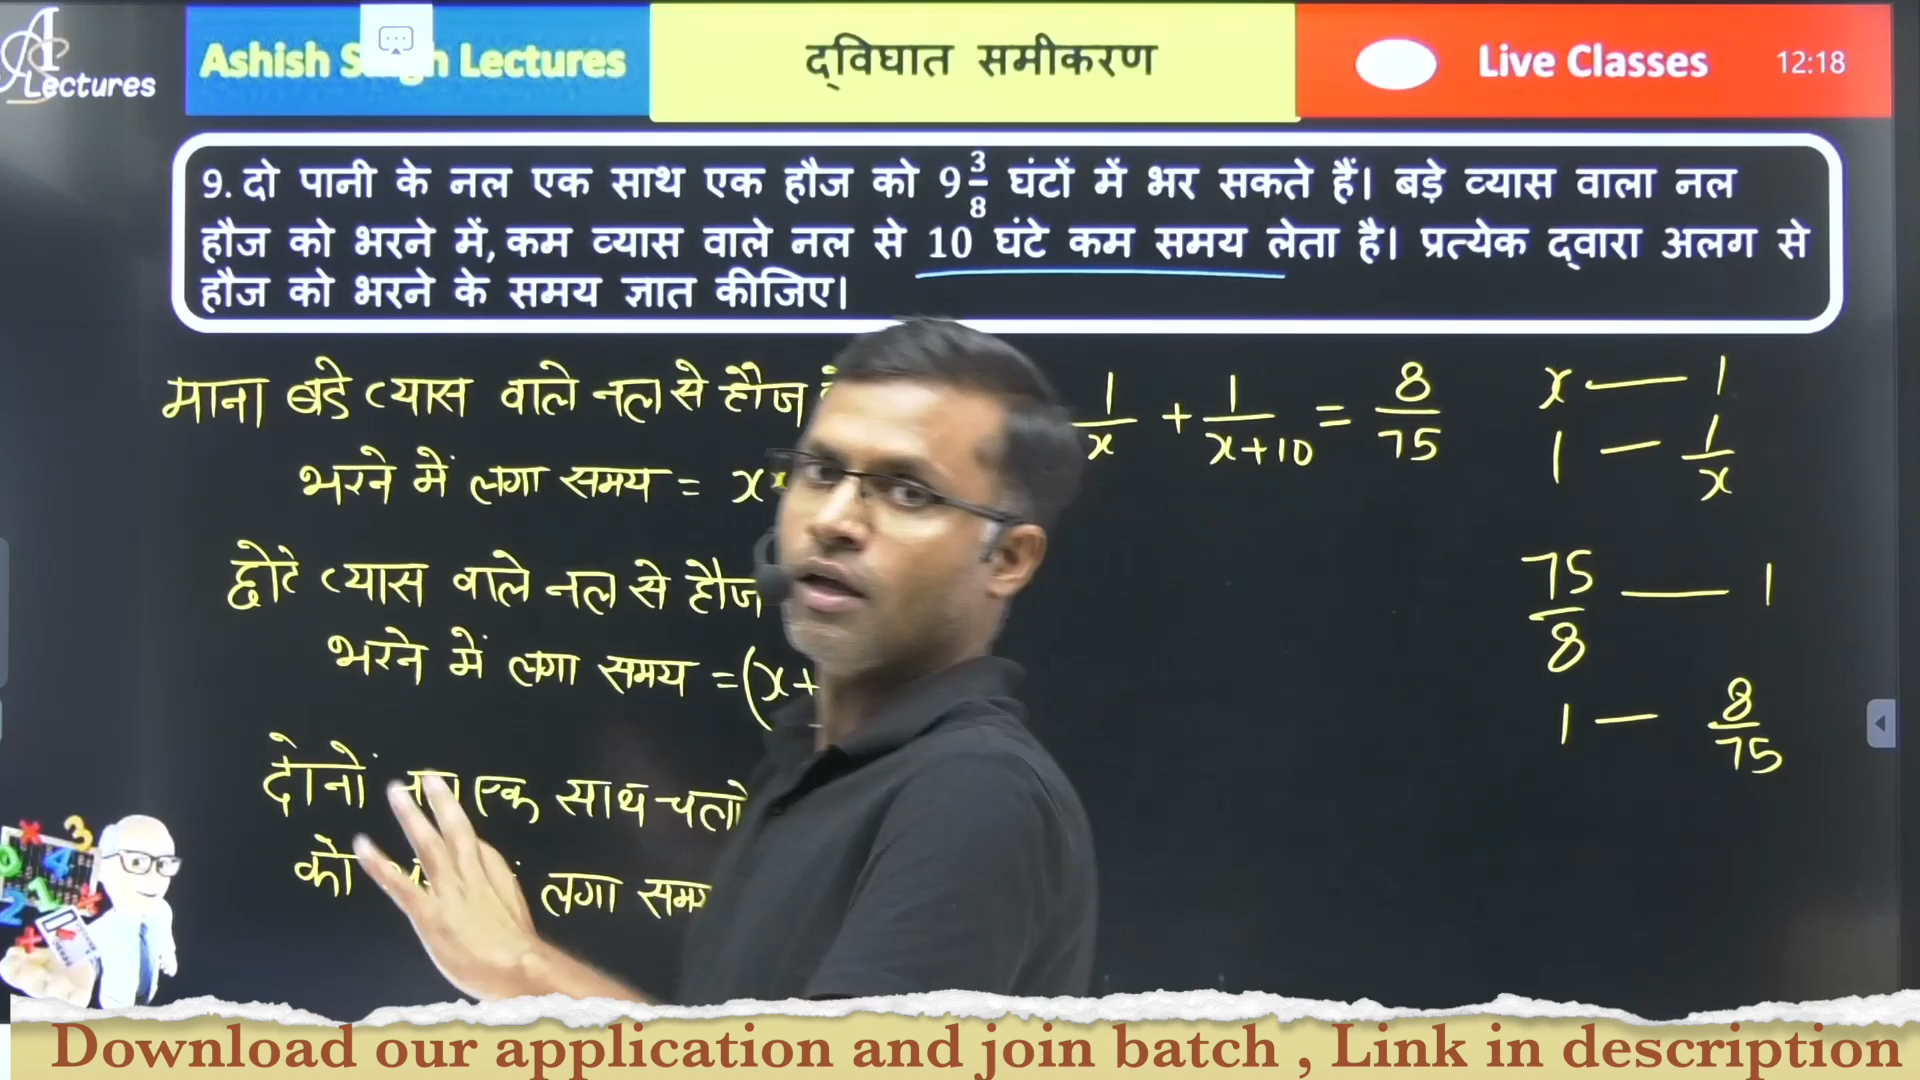 AS Lectures
Ashish Singh Lectures
द्विघात समीकरण
Live Classes
12:18
9. दो पानी के नल एक साथ एक हौज को 9 3/8 घंटों में भर सकते हैं। बड़े व्यास वाला नल
हौज को भरने में, कम व्यास वाले नल से 10 घंटे कम समय लेता है। प्रत्येक द्वारा अलग से
हौज को भरने के समय ज्ञात कीजिए।
माना बडे व्यास वाले नल से हौज
भरने में लगा समय = x
छोटे व्यास वाले नल से हौज
भरने में लगा समय = (x+
दोनों एक साथ
को लगा
1/x + 1/x+10 = 8/75
x — 1
1 — 1/x
75/8 — 1
1 — 8/75
Download our application and join batch , Link in description